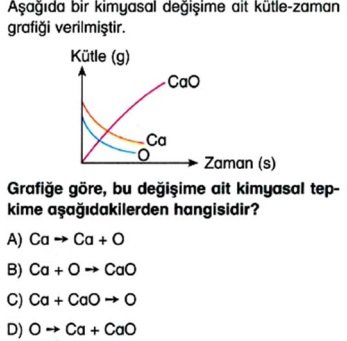 Aşağıda bir kimyasal değişime ait kütle-zaman
grafiği verilmiştir.
Kütle (g)
CaO
Ca
O
Zaman (s)
Grafiğe göre, bu değişime ait kimyasal tep-
kime aşağıdakilerden hangisidir?
A) Ca → Ca + O
B) Ca + O → CaO
C) Ca + CaO → O
D) O → Ca + CaO